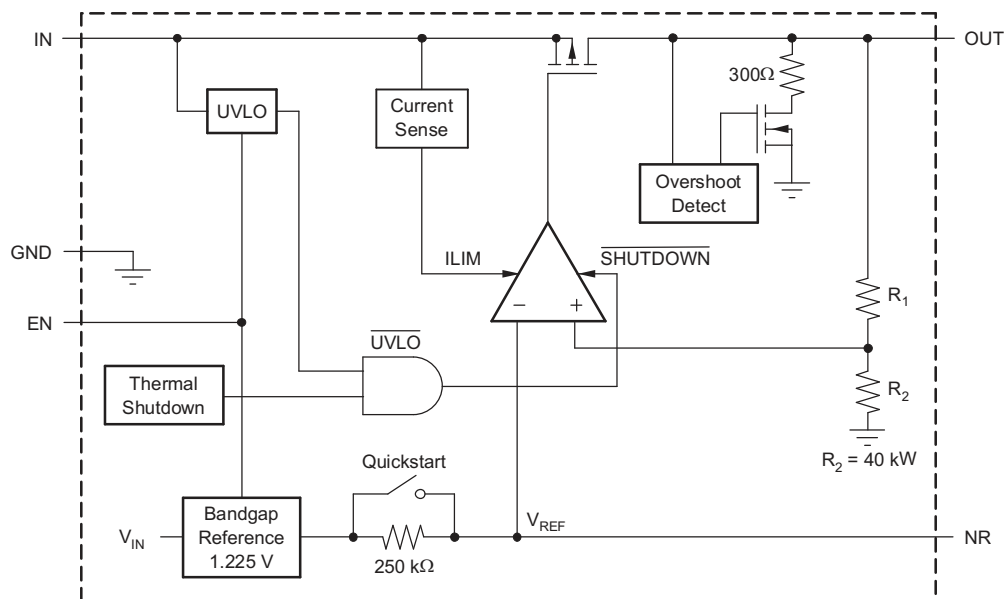 IN
OUT
300Ω
UVLO
Current
Sense
Overshoot
Detect
GND
ILIM
SHUTDOWN
− +
R1
EN
UVLO
Thermal
Shutdown
R2
R2 = 40 kW
Quickstart
VREF
VIN
Bandgap
Reference
1.225 V
250 kΩ
NR